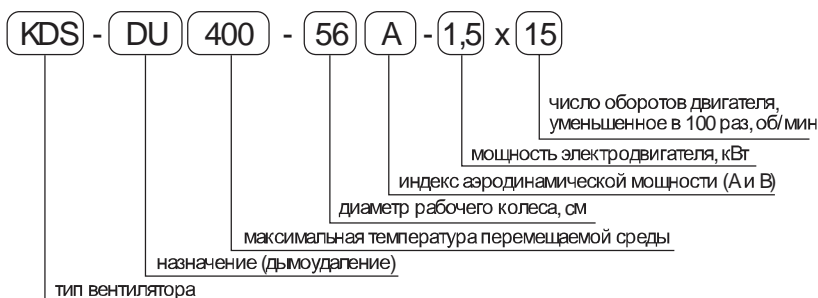 KDS - DU 400 - 56 A - 1,5 x 15
число оборотов двигателя,
уменьшенное в 100 раз, об/мин
мощность электродвигателя, кВт
индекс аэродинамической мощности (А и В)
диаметр рабочего колеса, см
максимальная температура перемещаемой среды
назначение (дымоудаление)
тип вентилятора